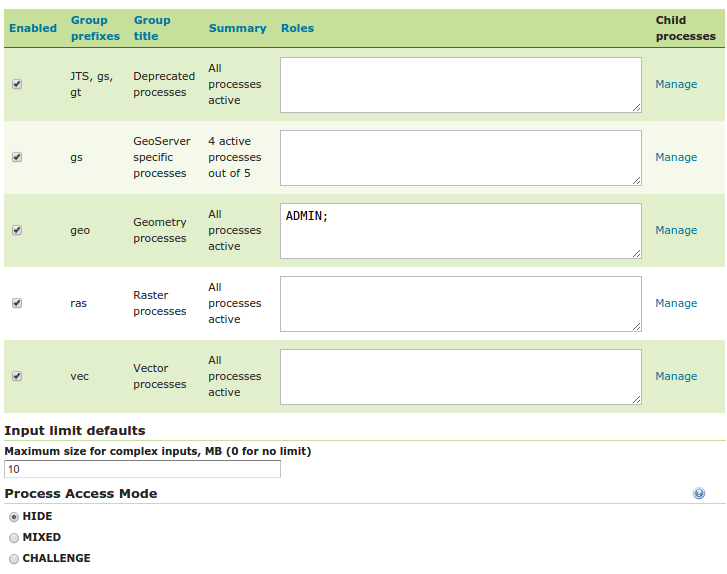 Enabled Group prefixes Group title Summary Roles Child processes
JTS, gs, gt Deprecated processes All processes active Manage
gs GeoServer specific processes 4 active processes out of 5 Manage
geo Geometry processes All processes active ADMIN; Manage
ras Raster processes All processes active Manage
vec Vector processes All processes active Manage
Input limit defaults
Maximum size for complex inputs, MB (0 for no limit)
10
Process Access Mode ?
HIDE
MIXED
CHALLENGE